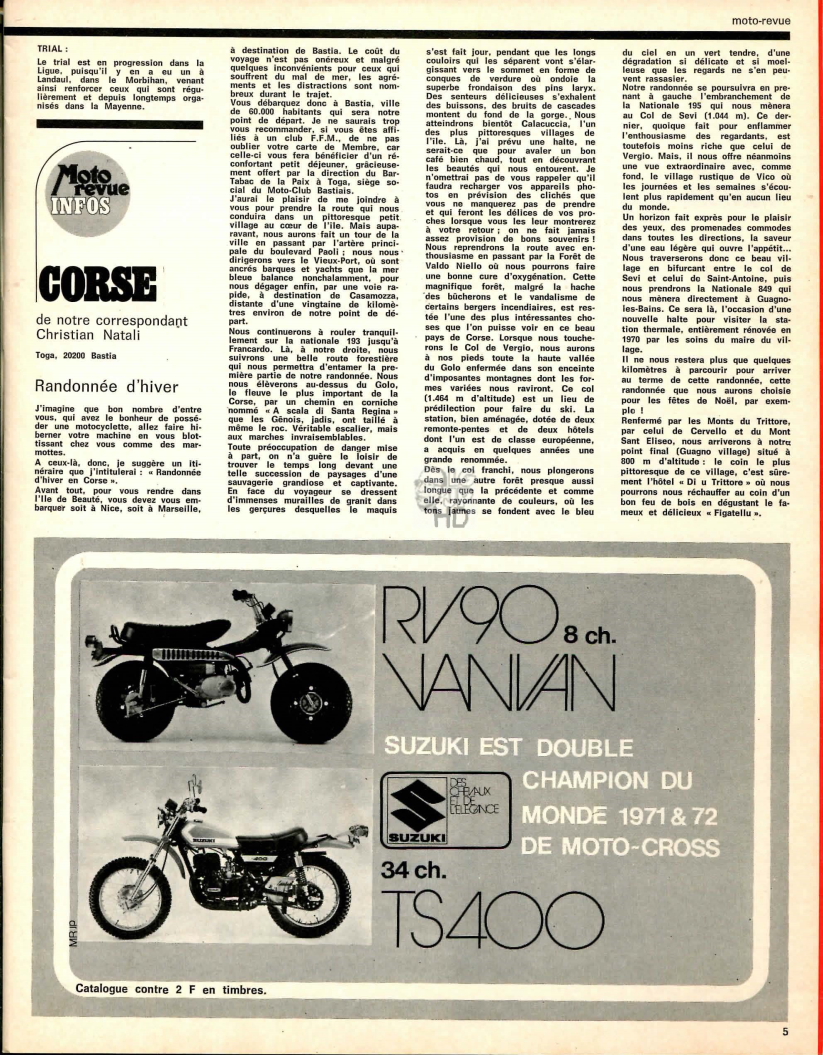 moto-revue
TRIAL :
Le trial est en progression dans la
Ligue, puisqu'il y en a eu un à
Landaul, dans le Morbihan, venant
ainsi renforcer ceux qui sont régu-
lièrement et depuis longtemps orga-
nisés dans la Mayenne.
Moto
revue
INFOS
CORSE
de notre correspondant
Christian Natali
Toga, 20200 Bastia
Randonnée d'hiver
J'imagine que bon nombre d'entre
vous, qui avez le bonheur de possé-
der une motocyclette, allez faire hi-
berner votre machine en vous blot-
tissant chez vous comme des mar-
mottes.
A ceux-là, donc, je suggère un iti-
néraire que j'intitulerai : « Randonnée
d'hiver en Corse ».
Avant tout, pour vous rendre dans
l'Ile de Beauté, vous devez vous em-
barquer soit à Nice, soit à Marseille,
à destination de Bastia. Le coût du
voyage n'est pas onéreux et malgré
quelques inconvénients pour ceux qui
souffrent du mal de mer, les agré-
ments et les distractions sont nom-
breux durant le trajet.
Vous débarquez donc à Bastia, ville
de 60.000 habitants qui sera notre
point de départ. Je ne saurais trop
vous recommander, si vous êtes affi-
liés à un club F.F.M., de ne pas
oublier votre carte de Membre, car
celle-ci vous fera bénéficier d'un ré-
confortant petit déjeuner, grâcieuse-
ment offert par la direction du Bar-
Tabac de la Paix à Toga, siège so-
cial du Moto-Club Bastiais.
J'aurai le plaisir de me joindre à
vous pour prendre la route qui nous
conduira dans un pittoresque petit
village au cœur de l'île. Mais aupa-
ravant, nous aurons fait un tour de la
ville en passant par l'artère princi-
pale du boulevard Paoli ; nous nous
dirigerons vers le Vieux-Port, où sont
ancrés barques et yachts que la mer
bleue balance nonchalamment, pour
nous dégager enfin, par une voie ra-
pide, à destination de Casamozza,
distante d'une vingtaine de kilomè-
tres environ de notre point de dé-
part.
Nous continuerons à rouler tranquil-
lement sur la nationale 193 jusqu'à
Francardo. Là, à notre droite, nous
suivrons une belle route forestière
qui nous permettra d'entamer la pre-
mière partie de notre randonnée. Nous
nous élèverons au-dessus du Golo,
le fleuve le plus important de la
Corse, par un chemin en corniche
nommé « A scala di Santa Regina »
que les Génois, jadis, ont taillé à
même le roc. Véritable escalier, mais
aux marches invraisemblables.
Toute préoccupation de danger mise
à part, on n'a guère le loisir de
trouver le temps long devant une
telle succession de paysages d'une
sauvagerie grandiose et captivante.
En face du voyageur se dressent
d'immenses murailles de granit dans
les gerçures desquelles le maquis
s'est fait jour, pendant que les longs
couloirs qui les séparent vont s'élar-
gissant vers le sommet en forme de
conques de verdure où ondoie la
superbe frondaison des pins laryx.
Des senteurs délicieuses s'exhalent
des buissons, des bruits de cascades
montent du fond de la gorge. Nous
atteindrons bientôt Calacuccia, l'un
des plus pittoresques villages de
l'île. Là, j'ai prévu une halte, ne
serait-ce que pour avaler un bon
café bien chaud, tout en découvrant
les beautés qui nous entourent. Je
n'omettrai pas de vous rappeler qu'il
faudra recharger vos appareils pho-
tos en prévision des clichés que
vous ne manquerez pas de prendre
et qui feront les délices de vos pro-
ches lorsque vous les leur montrerez
à votre retour ; on ne fait jamais
assez provision de bons souvenirs !
Nous reprendrons la route avec en-
thousiasme en passant par la Forêt de
Valdo Niello où nous pourrons faire
une bonne cure d'oxygénation. Cette
magnifique forêt, malgré la hache
des bûcherons et le vandalisme de
certains bergers incendiaires, est res-
tée l'une des plus intéressantes cho-
ses que l'on puisse voir en ce beau
pays de Corse. Lorsque nous touche-
rons le Col de Vergio, nous aurons
à nos pieds toute la haute vallée
du Golo enfermée dans son enceinte
d'imposantes montagnes dont les for-
mes variées nous raviront. Ce col
(1.464 m d'altitude) est un lieu de
prédilection pour faire du ski. La
station, bien aménagée, dotée de deux
remonte-pentes et de deux hôtels
dont l'un est de classe européenne,
a acquis en quelques années une
grande renommée.
Dès le col franchi, nous plongerons
dans une autre forêt presque aussi
longue que la précédente et comme
elle, rayonnante de couleurs, où les
tons jaunes se fondent avec le bleu
du ciel en un vert tendre, d'une
dégradation si délicate et si moel-
leuse que les regards ne s'en peu-
vent rassasier.
Notre randonnée se poursuivra en pre-
nant à gauche l'embranchement de
la Nationale 195 qui nous mènera
au Col de Sevi (1.044 m). Ce der-
nier, quoique fait pour enflammer
l'enthousiasme des regardants, est
toutefois moins riche que celui de
Vergio. Mais, il nous offre néanmoins
une vue extraordinaire avec, comme
fond, le village rustique de Vico où
les journées et les semaines s'écou-
lent plus rapidement qu'en aucun lieu
du monde.
Un horizon fait exprès pour le plaisir
des yeux, des promenades commodes
dans toutes les directions, la saveur
d'une eau légère qui ouvre l'appétit...
Nous traverserons donc ce beau vil-
lage en bifurcant entre le col de
Sevi et celui de Saint-Antoine, puis
nous prendrons la Nationale 849 qui
nous mènera directement à Guagno-
les-Bains. Ce sera là, l'occasion d'une
nouvelle halte pour visiter la sta-
tion thermale, entièrement rénovée en
1970 par les soins du maire du vil-
lage.
Il ne nous restera plus que quelques
kilomètres à parcourir pour arriver
au terme de cette randonnée, cette
randonnée que nous aurons choisie
pour les fêtes de Noël, par exem-
ple !
Renfermé par les Monts du Trittore,
par celui de Cervello et du Mont
Sant Eliseo, nous arriverons à notre
point final (Guagno village) situé à
800 m d'altitude : le coin le plus
pittoresque de ce village, c'est sûre-
ment l'hôtel « Di u Trittore » où nous
pourrons nous réchauffer au coin d'un
bon feu de bois en dégustant le fa-
meux et délicieux « Figatellu ».
HD
RV90 8 ch.
VANVAN
SUZUKI EST DOUBLE
CHAMPION DU
MONDE 1971 & 72
DE MOTO-CROSS
DES
CHEVAUX
ET DE
L'ELEGANCE
SUZUKI
34 ch.
TS400
SUZUKI
400
MR.IP
Catalogue contre 2 F en timbres.
5